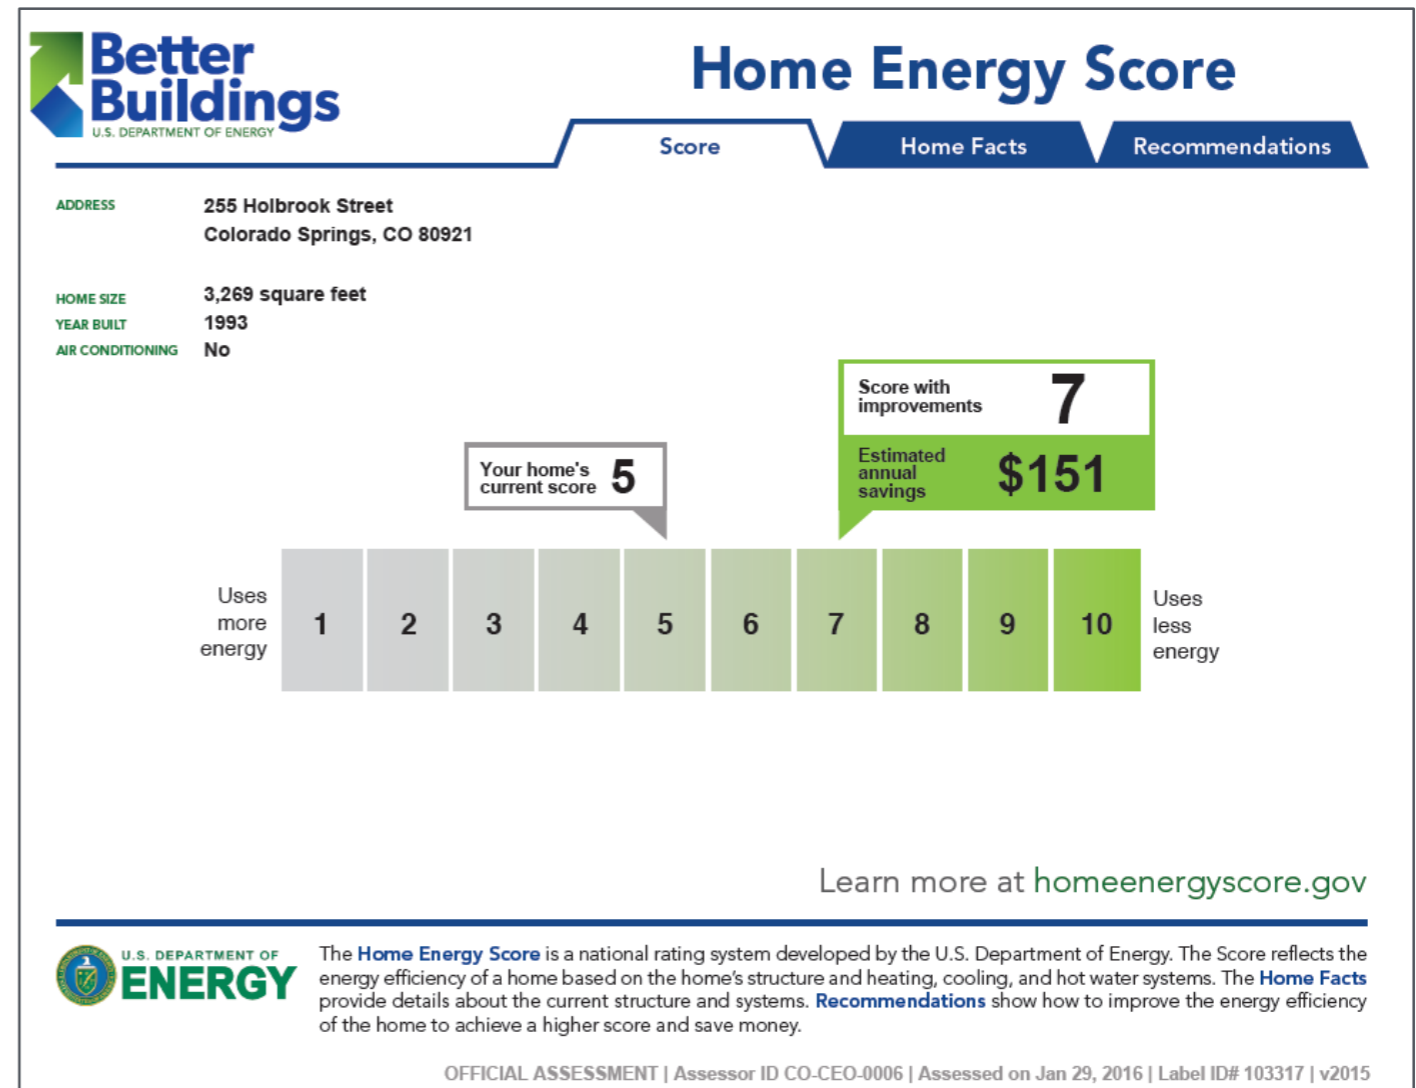 Better
Buildings
U.S. DEPARTMENT OF ENERGY
Home Energy Score
Score
Home Facts
Recommendations
ADDRESS 255 Holbrook Street
Colorado Springs, CO 80921
HOME SIZE 3,269 square feet
YEAR BUILT 1993
AIR CONDITIONING No
Score with
improvements 7
Estimated
annual
savings $151
Your home's
current score 5
Uses
more
energy
1 2 3 4 5 6 7 8 9 10
Uses
less
energy
Learn more at homeenergyscore.gov
U.S. DEPARTMENT OF
ENERGY
The Home Energy Score is a national rating system developed by the U.S. Department of Energy. The Score reflects the
energy efficiency of a home based on the home's structure and heating, cooling, and hot water systems. The Home Facts
provide details about the current structure and systems. Recommendations show how to improve the energy efficiency
of the home to achieve a higher score and save money.
OFFICIAL ASSESSMENT | Assessor ID CO-CEO-0006 | Assessed on Jan 29, 2016 | Label ID# 103317 | v2015